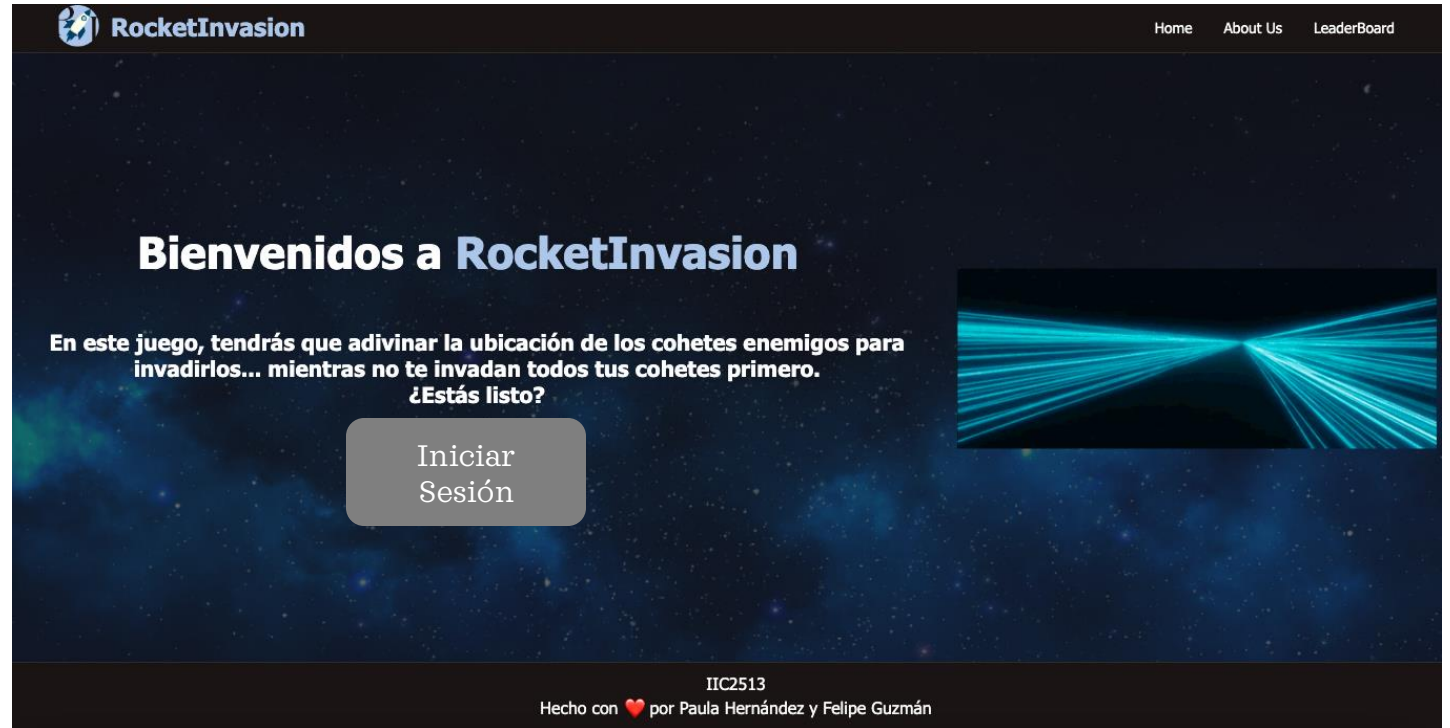 RocketInvasion
Home About Us LeaderBoard
Bienvenidos a RocketInvasion
En este juego, tendrás que adivinar la ubicación de los cohetes enemigos para
invadirlos... mientras no te invadan todos tus cohetes primero.
¿Estás listo?
Iniciar
Sesión
IIC2513
Hecho con ❤️ por Paula Hernández y Felipe Guzmán